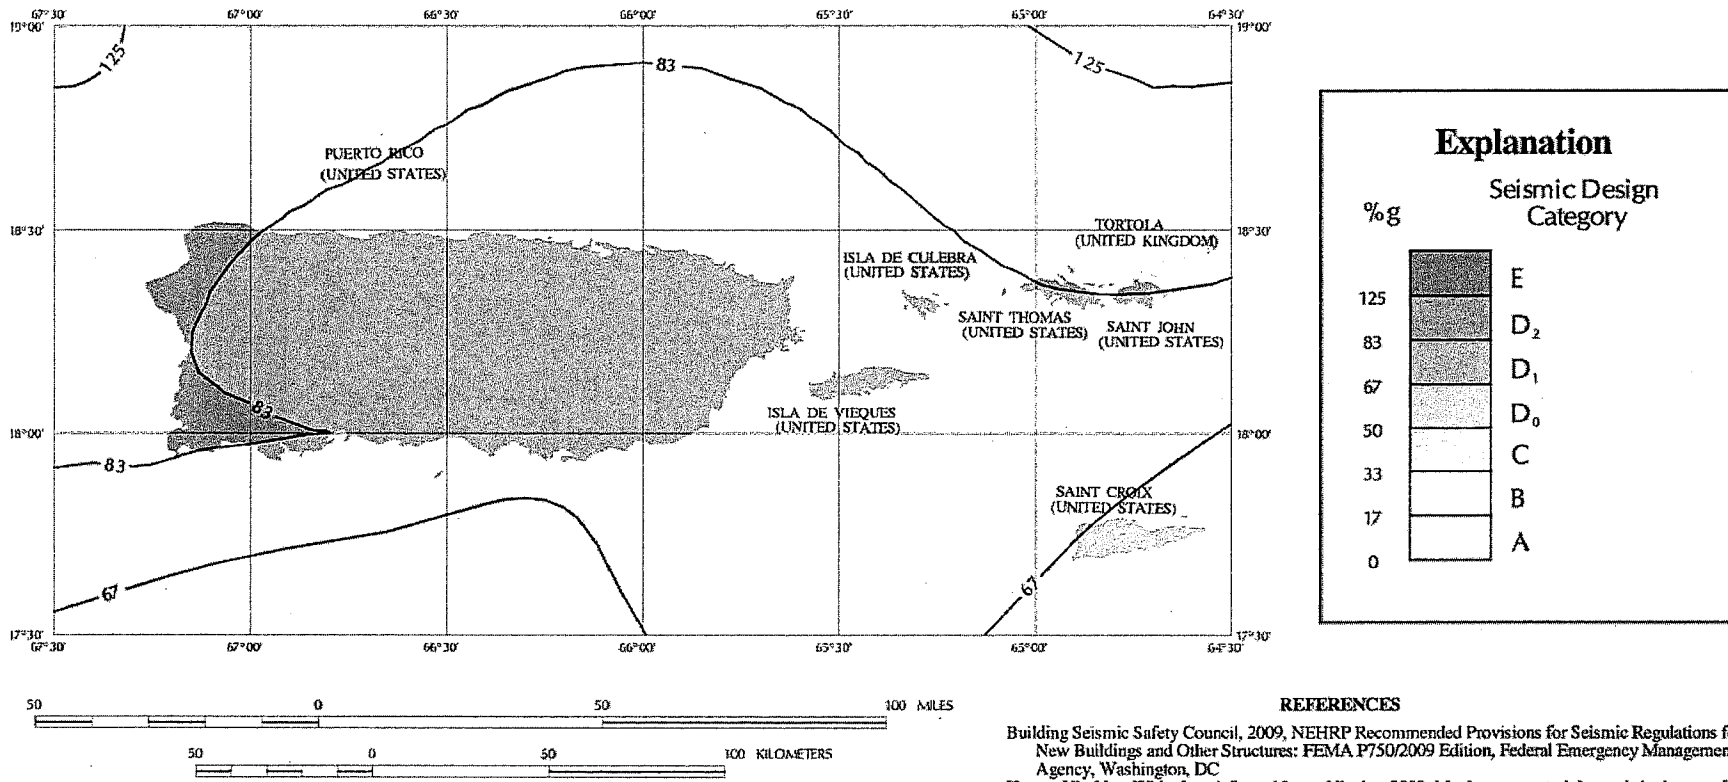 67°30' 67°00' 66°30' 66°00' 65°30' 65°00' 64°30'
19°00' 19°00'
125
83
125
PUERTO RICO
(UNITED STATES)
18°30' 18°30'
TORTOLA
(UNITED KINGDOM)
ISLA DE CULEBRA
(UNITED STATES)
SAINT THOMAS
(UNITED STATES)
SAINT JOHN
(UNITED STATES)
83
ISLA DE VIEQUES
(UNITED STATES)
18°00' 18°00'
83
SAINT CROIX
(UNITED STATES)
67
67
17°30' 17°30'
67°30' 67°00' 66°30' 66°00' 65°30' 65°00' 64°30'
Explanation
%g
Seismic Design
Category
E
125
D₂
83
D₁
67
D₀
50
C
33
B
17
A
0
50 0 50 100 MILES
50 0 50 100 KILOMETERS
REFERENCES
Building Seismic Safety Council, 2009, NEHRP Recommended Provisions for Seismic Regulations
New Buildings and Other Structures: FEMA P750/2009 Edition, Federal Emergency Management
Agency, Washington, DC